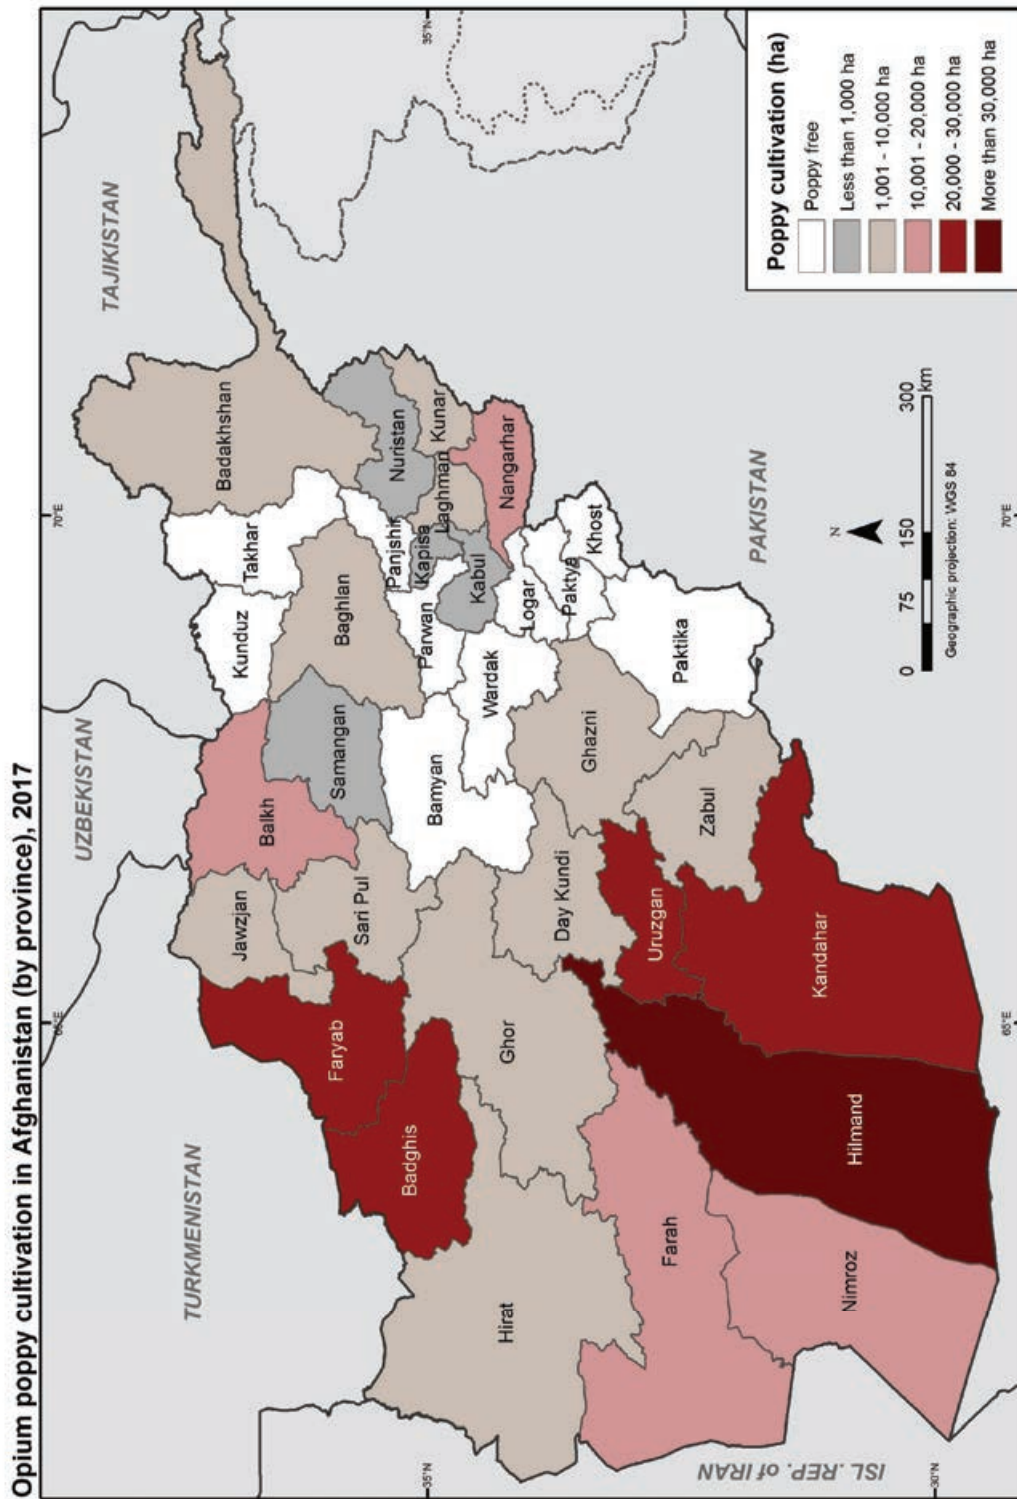 Opium poppy cultivation in Afghanistan (by province), 2017
UZBEKISTAN
TAJIKISTAN
TURKMENISTAN
70°E
65°E
35°N
35°N
Badakhshan
Takhar
Kunduz
Balkh
Jawzjan
Faryab
Baghlan
Samangan
Sari Pul
Badghis
Nuristan
Panjshir
Kapisa
Laghman
Kunar
Parwan
Kabul
Nangarhar
Bamyan
Wardak
Logar
Paktya
Khost
Hirat
Ghor
Day Kundi
Ghazni
Uruzgan
Paktika
Zabul
Farah
Kandahar
Hilmand
Nimroz
ISL. REP. of IRAN
PAKISTAN
30°N
65°E
70°E
N
0 75 150 300
km
Geographic projection: WGS 84
Poppy cultivation (ha)
Poppy free
Less than 1,000 ha
1,001 - 10,000 ha
10,001 - 20,000 ha
20,000 - 30,000 ha
More than 30,000 ha